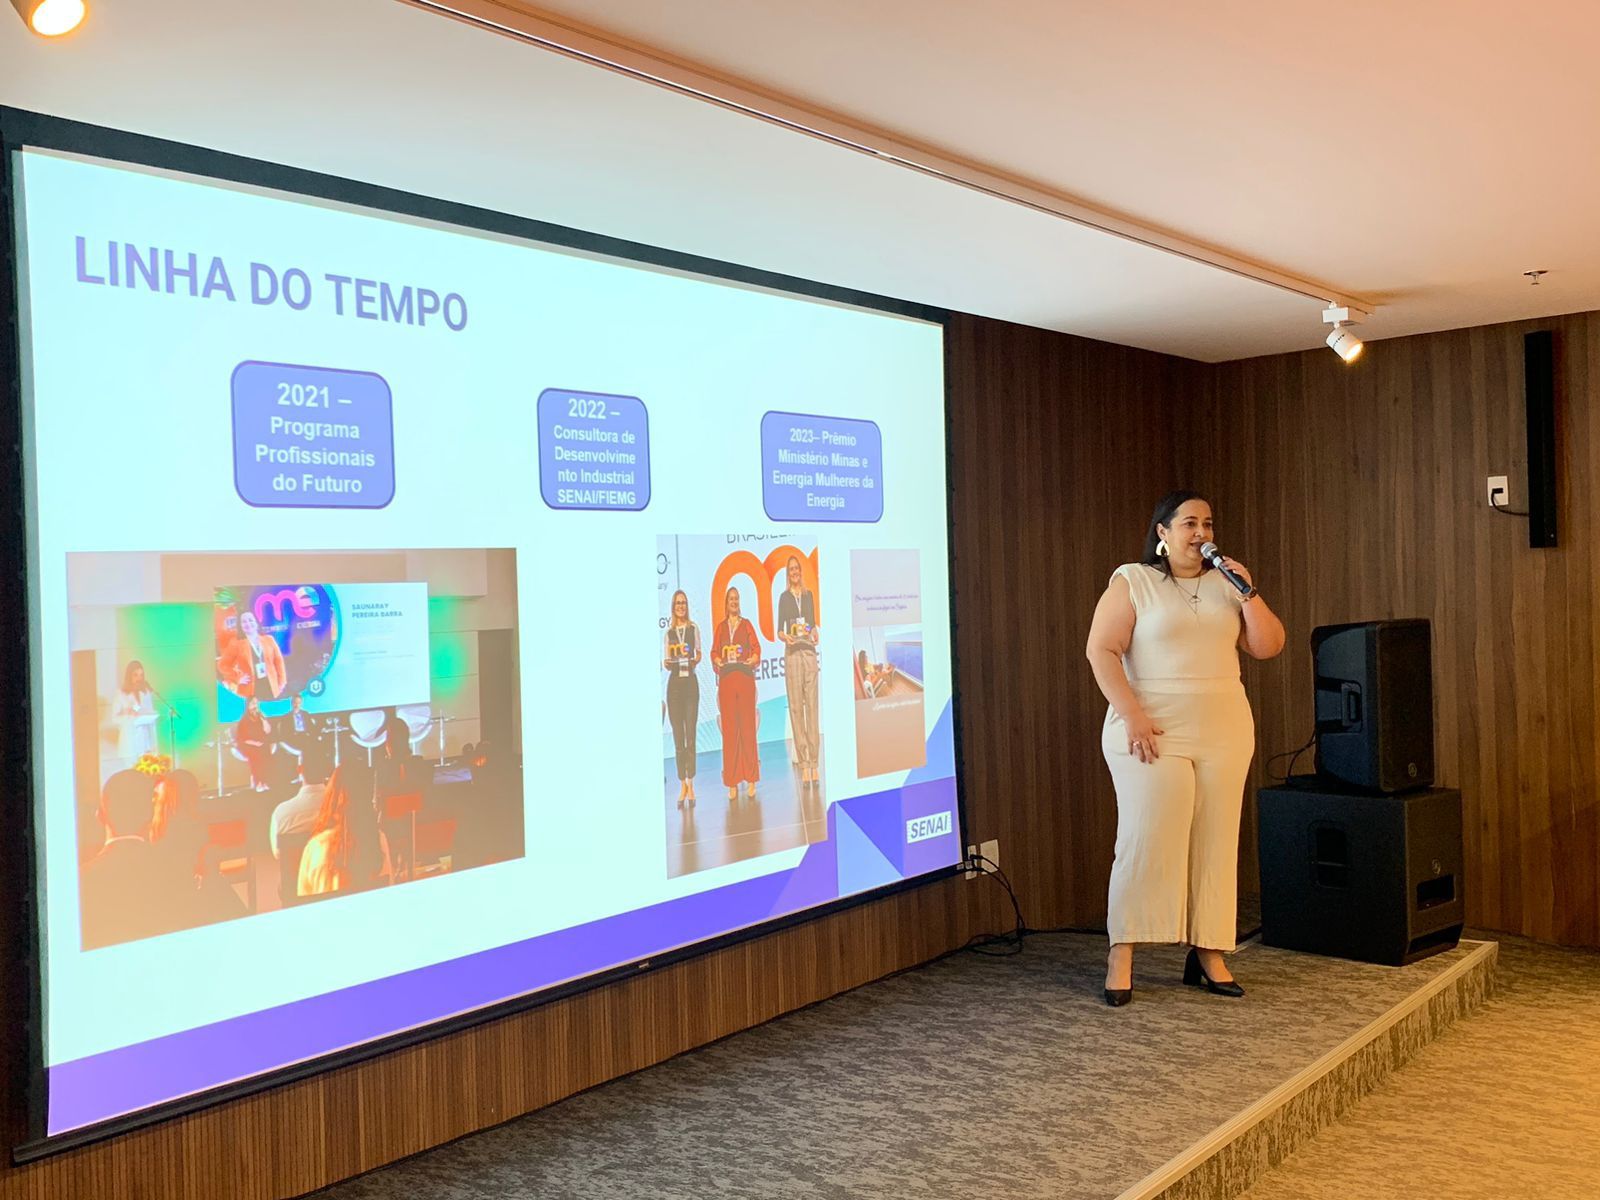 LINHA DO TEMPO
2021 –
Programa
Profissionais
do Futuro
2022 –
Consultora de
Desenvolvime
nto Industrial
SENAI/FIEMG
2023– Prêmio
Ministério Minas e
Energia Mulheres da
Energia
SAUNARAY
PEREIRA BARRA
me
SENAI